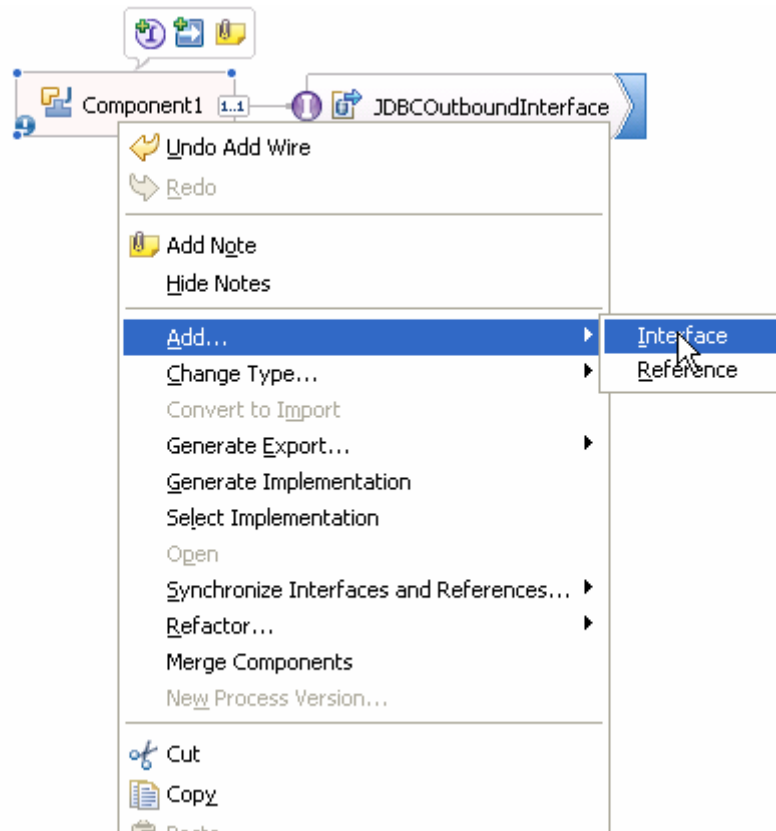 Component1
1..1
JDBCOutboundInterface
Undo Add Wire
Redo
Add Note
Hide Notes
Add...
Interface
Change Type...
Reference
Convert to Import
Generate Export...
Generate Implementation
Select Implementation
Open
Synchronize Interfaces and References...
Refactor...
Merge Components
New Process Version...
Cut
Copy